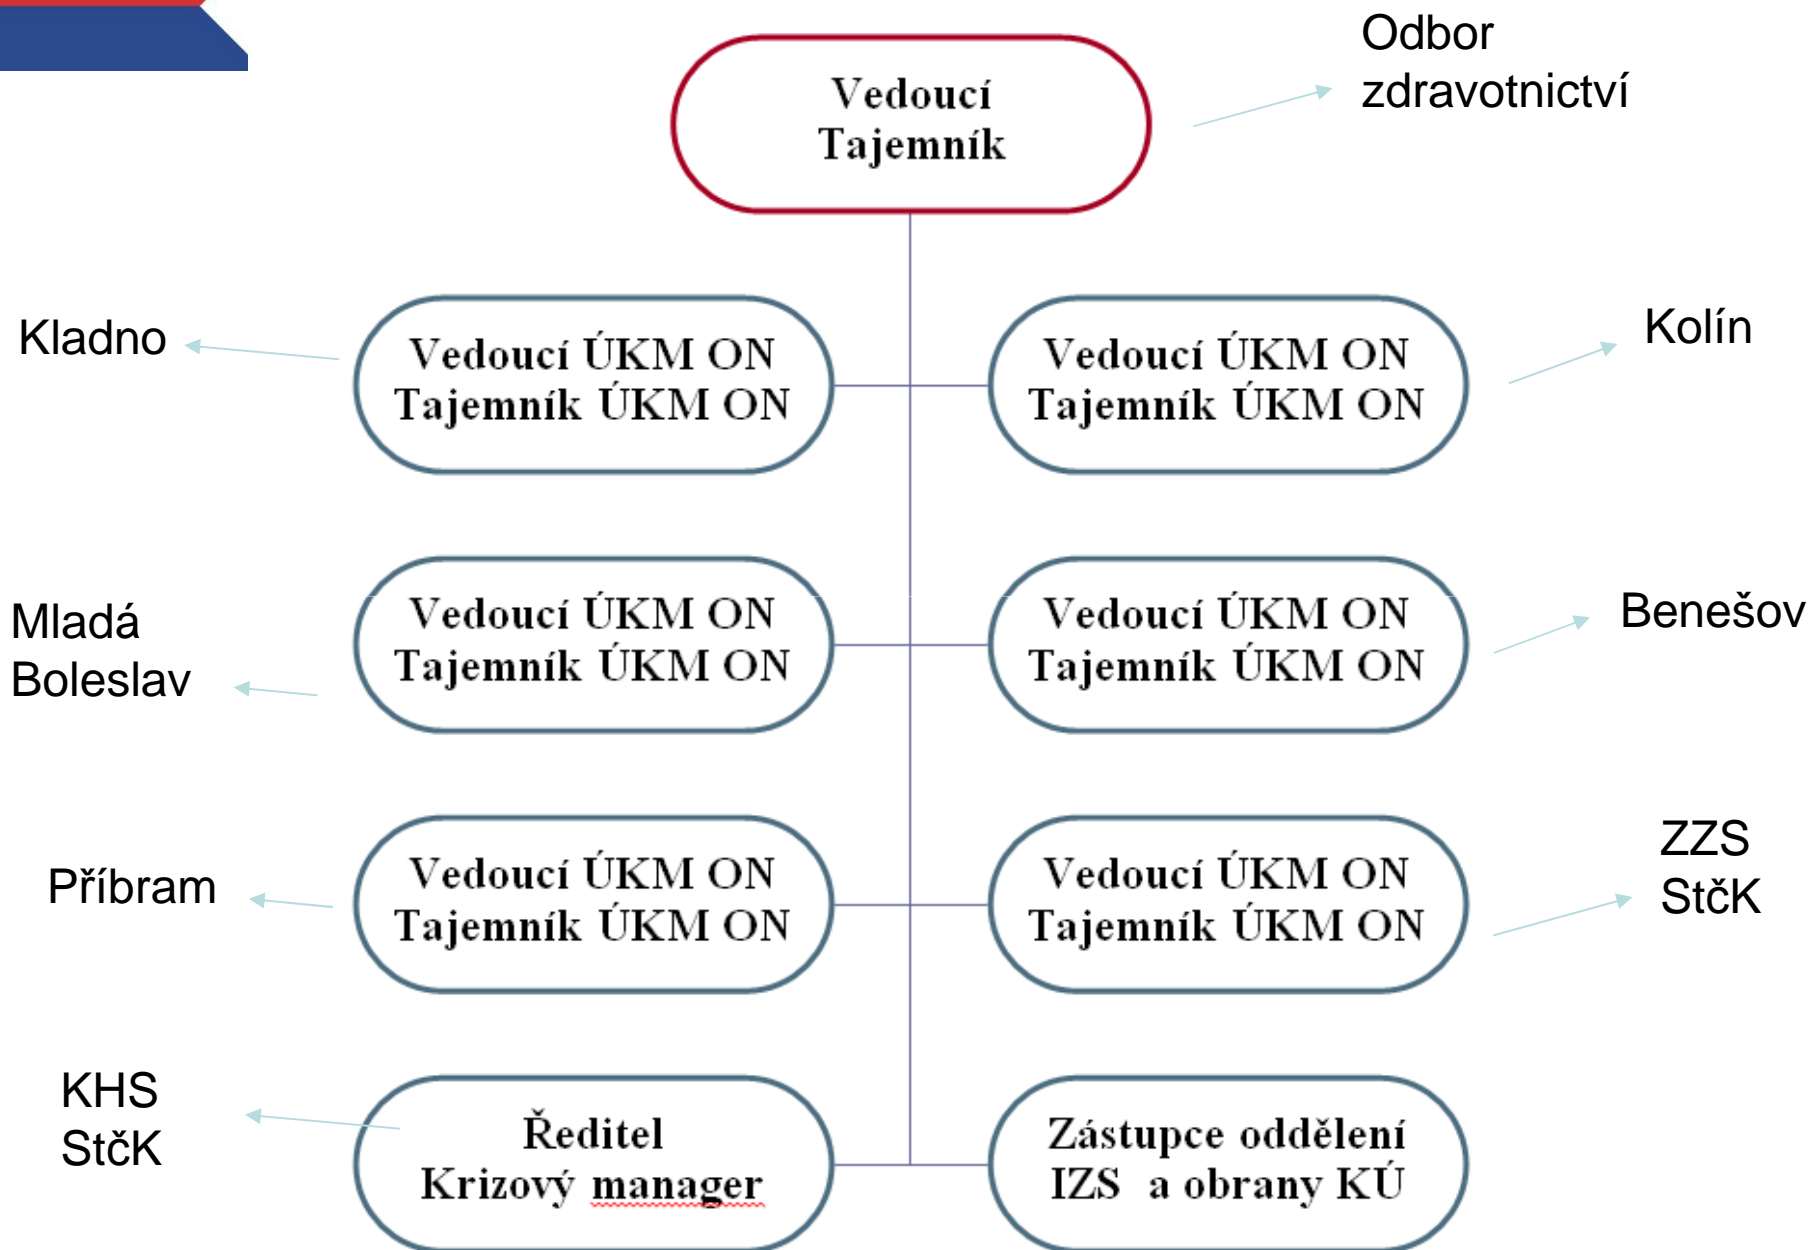 Odbor
zdravotnictví
Vedoucí
Tajemník
Kladno
Vedoucí ÚKM ON
Tajemník ÚKM ON
Vedoucí ÚKM ON
Tajemník ÚKM ON
Kolín
Mladá
Boleslav
Vedoucí ÚKM ON
Tajemník ÚKM ON
Vedoucí ÚKM ON
Tajemník ÚKM ON
Benešov
Příbram
Vedoucí ÚKM ON
Tajemník ÚKM ON
Vedoucí ÚKM ON
Tajemník ÚKM ON
ZZS
StčK
KHS
StčK
Ředitel
Krizový manager
Zástupce oddělení
IZS a obrany KÚ